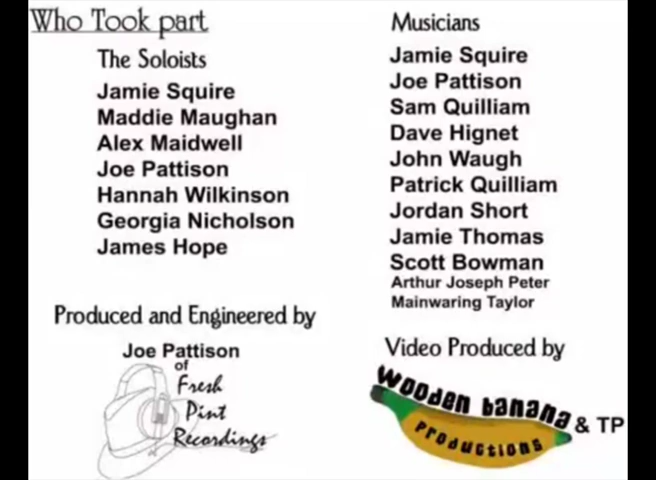 Who Took part
The Soloists
Jamie Squire
Maddie Maughan
Alex Maidwell
Joe Pattison
Hannah Wilkinson
Georgia Nicholson
James Hope
Produced and Engineered by
Joe Pattison
of
Fresh
Pint
Recordings
Musicians
Jamie Squire
Joe Pattison
Sam Quilliam
Dave Hignet
John Waugh
Patrick Quilliam
Jordan Short
Jamie Thomas
Scott Bowman
Arthur Joseph Peter
Mainwaring Taylor
Video Produced by
wooden banana
productions
& TP